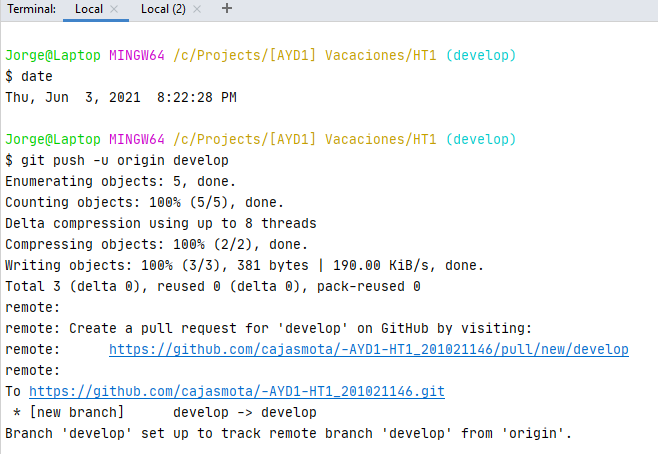 Terminal: Local × Local (2) × +
Jorge@Laptop MINGW64 /c/Projects/[AYD1] Vacaciones/HT1 (develop)
$ date
Thu, Jun  3, 2021  8:22:28 PM
Jorge@Laptop MINGW64 /c/Projects/[AYD1] Vacaciones/HT1 (develop)
$ git push -u origin develop
Enumerating objects: 5, done.
Counting objects: 100% (5/5), done.
Delta compression using up to 8 threads
Compressing objects: 100% (2/2), done.
Writing objects: 100% (3/3), 381 bytes | 190.00 KiB/s, done.
Total 3 (delta 0), reused 0 (delta 0), pack-reused 0
remote:
remote: Create a pull request for 'develop' on GitHub by visiting:
remote:      https://github.com/cajasmota/-AYD1-HT1_201021146/pull/new/develop
remote:
To https://github.com/cajasmota/-AYD1-HT1_201021146.git
 * [new branch]      develop -> develop
Branch 'develop' set up to track remote branch 'develop' from 'origin'.